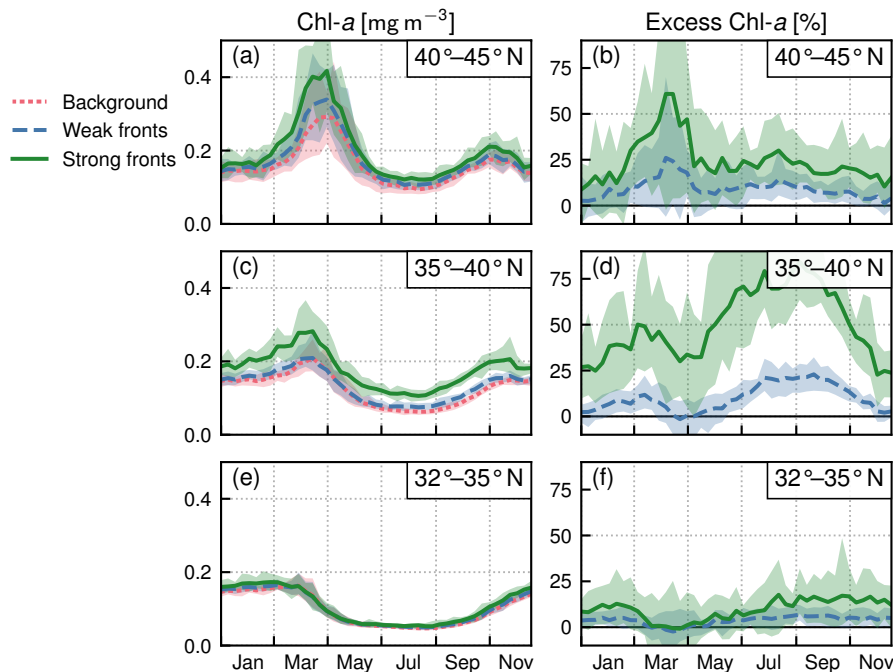 Chl-a [mg m⁻³]
Excess Chl-a [%]
Background
Weak fronts
Strong fronts
(a)
40°–45° N
0.4
0.2
0.0
(b)
40°–45° N
75
50
25
0
(c)
35°–40° N
0.4
0.2
0.0
(d)
35°–40° N
75
50
25
0
(e)
32°–35° N
0.4
0.2
0.0
Jan Mar May Jul Sep Nov
(f)
32°–35° N
75
50
25
0
Jan Mar May Jul Sep Nov